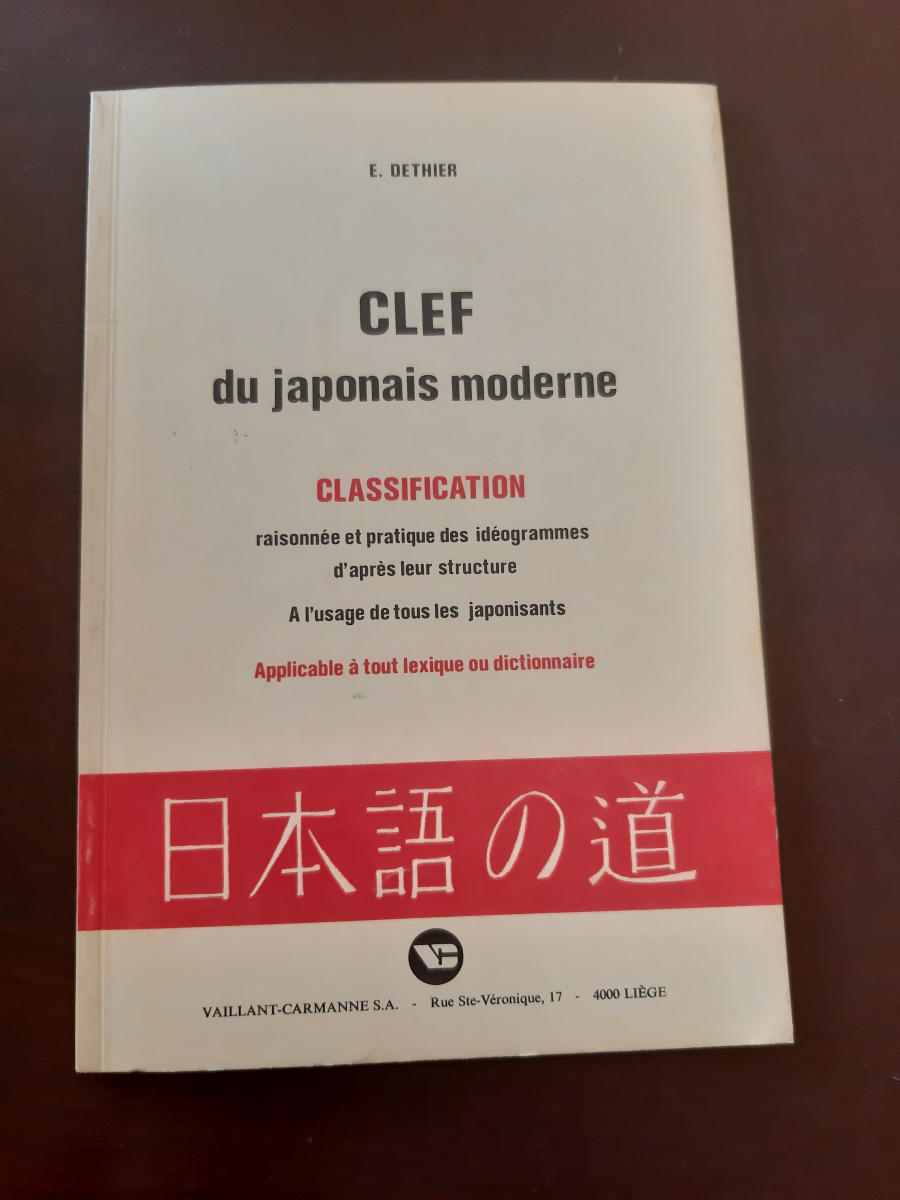 E. DETHIER
CLEF
du japonais moderne
CLASSIFICATION
raisonnée et pratique des idéogrammes
d'après leur structure
A l'usage de tous les japonisants
Applicable à tout lexique ou dictionnaire
日本語の道
VAILLANT-CARMANNE S.A. - Rue Ste-Véronique, 17 - 4000 LIÈGE